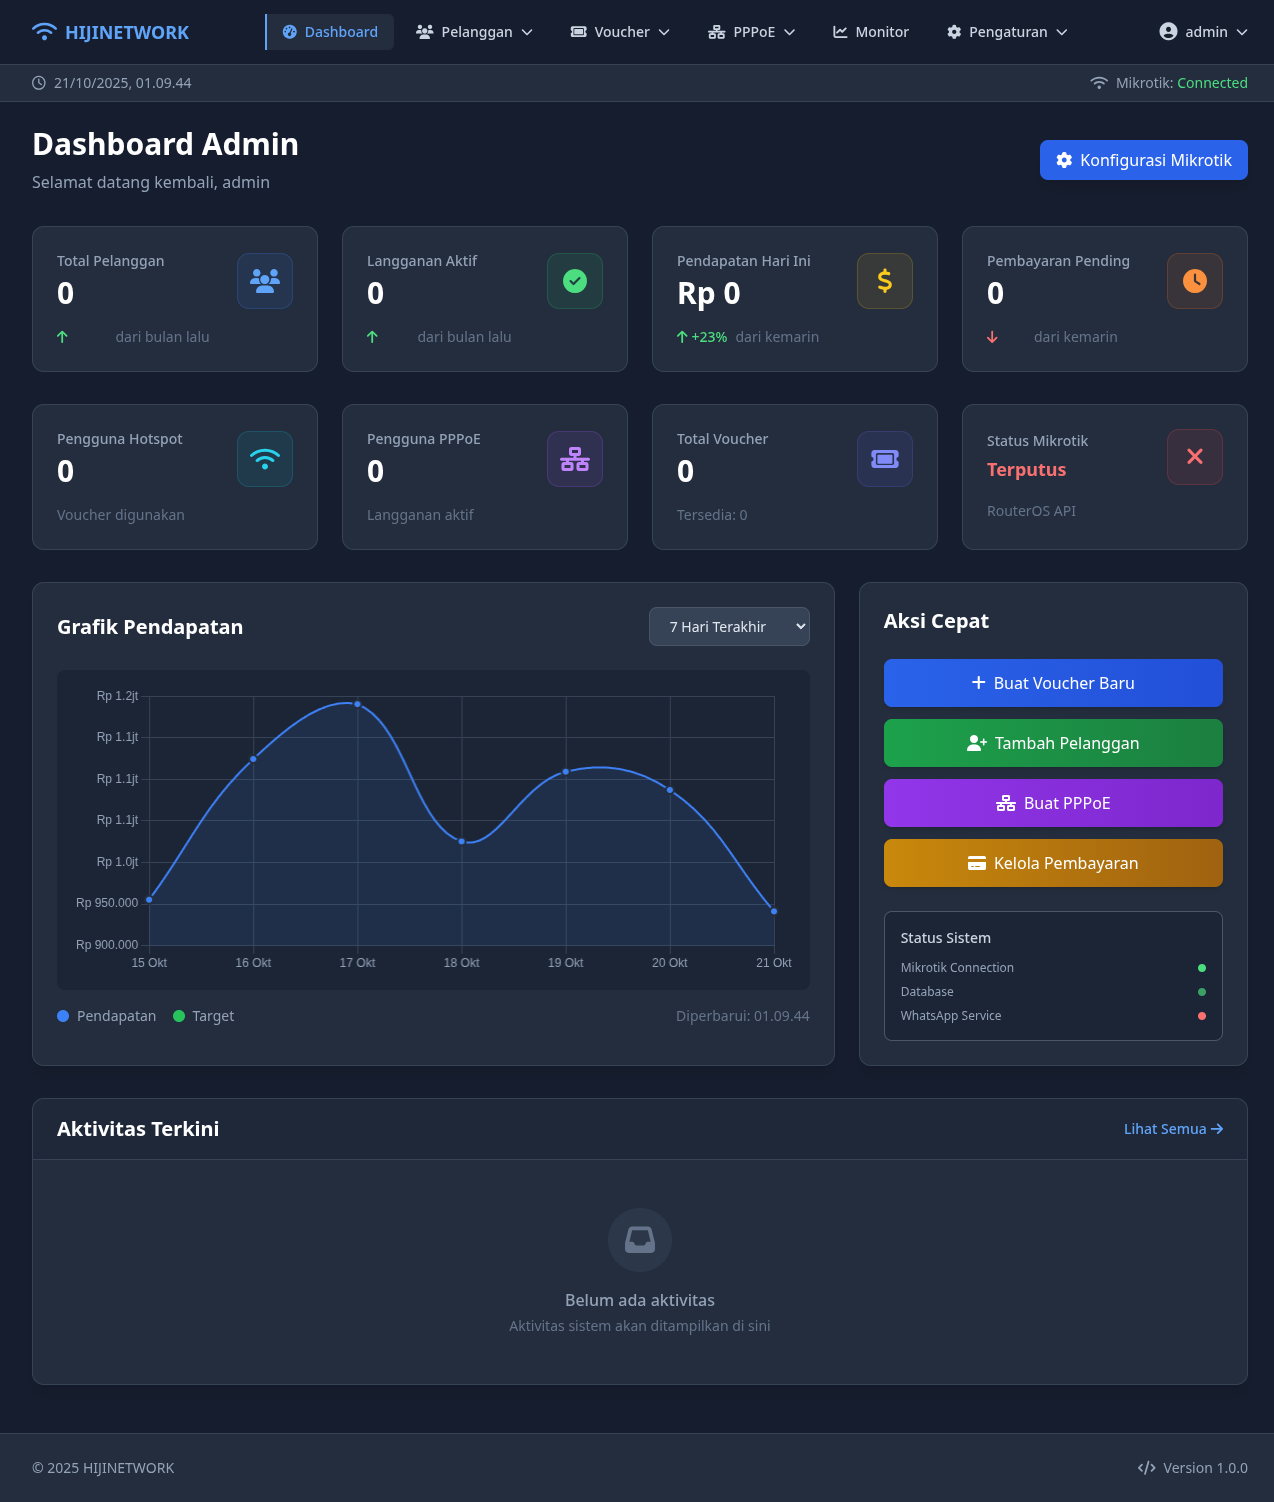 HIJINETWORK
Dashboard
Pelanggan
Voucher
PPPoE
Monitor
Pengaturan
admin
21/10/2025, 01.09.44
Mikrotik: Connected
Dashboard Admin
Selamat datang kembali, admin
Konfigurasi Mikrotik
Total Pelanggan
0
dari bulan lalu
Langganan Aktif
0
dari bulan lalu
Pendapatan Hari Ini
Rp 0
+23% dari kemarin
Pembayaran Pending
0
dari kemarin
Pengguna Hotspot
0
Voucher digunakan
Pengguna PPPoE
0
Langganan aktif
Total Voucher
0
Tersedia: 0
Status Mikrotik
Terputus
RouterOS API
Grafik Pendapatan
7 Hari Terakhir
Rp 1.2jt
Rp 1.1jt
Rp 1.1jt
Rp 1.1jt
Rp 1.0jt
Rp 950.000
Rp 900.000
15 Okt
16 Okt
17 Okt
18 Okt
19 Okt
20 Okt
21 Okt
Pendapatan
Target
Diperbarui: 01.09.44
Aksi Cepat
Buat Voucher Baru
Tambah Pelanggan
Buat PPPoE
Kelola Pembayaran
Status Sistem
Mikrotik Connection
Database
WhatsApp Service
Aktivitas Terkini
Lihat Semua
Belum ada aktivitas
Aktivitas sistem akan ditampilkan di sini
© 2025 HIJINETWORK
Version 1.0.0